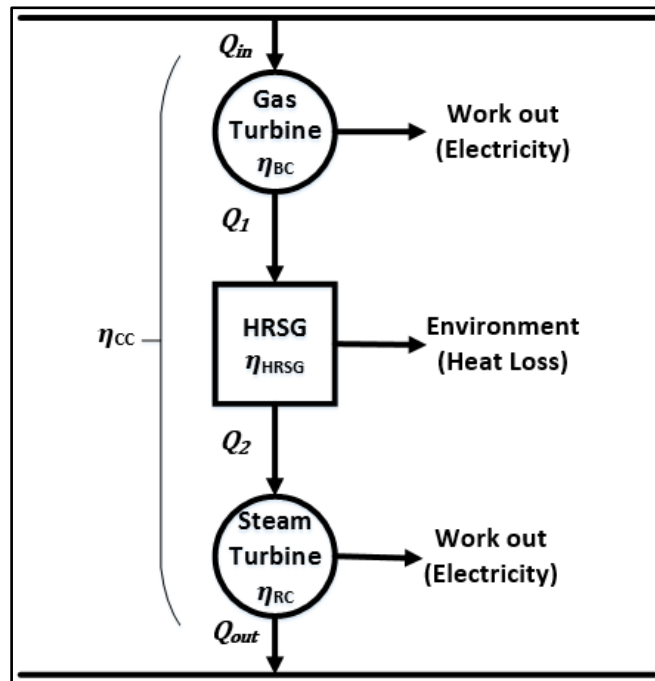 Qin
Gas
Turbine
ηBC
Work out
(Electricity)
Q1
ηCC
HRSG
ηHRSG
Environment
(Heat Loss)
Q2
Steam
Turbine
ηRC
Work out
(Electricity)
Qout